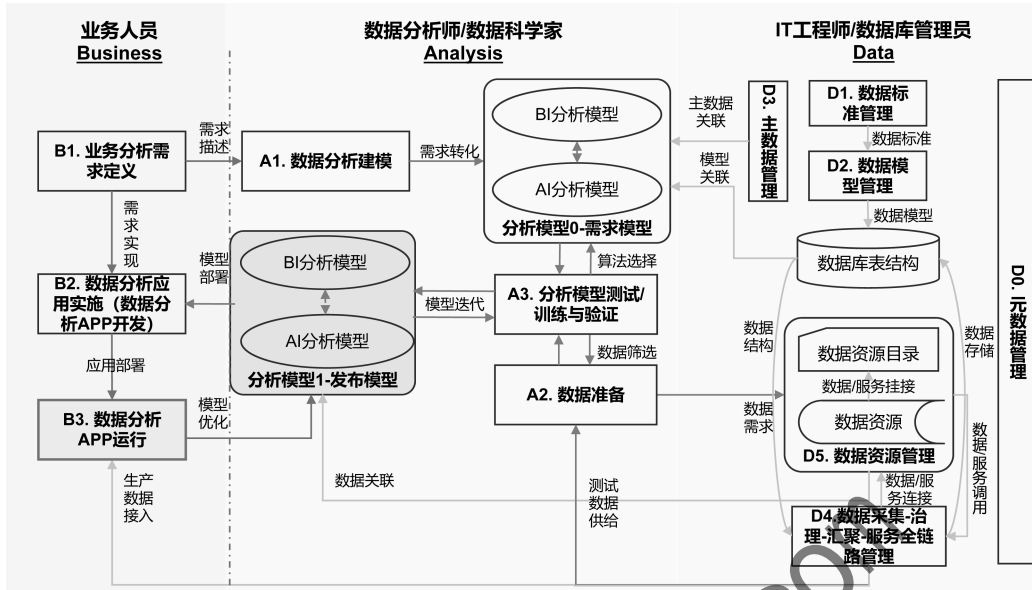 业务人员
Business
数据分析师/数据科学家
Analysis
IT工程师/数据库管理员
Data
B1. 业务分析需
求定义
需求
描述
A1. 数据分析建模
需求转化
BI分析模型
AI分析模型
分析模型0-需求模型
主数据
关联
模型
关联
D3. 主数据管理
D1. 数据标
准管理
数据标准
D2. 数据模
型管理
数据模型
数据库表结构
D0. 元数据管理
需
求
实
现
B2. 数据分析应
用实施（数据分
析APP开发）
模型
部署
BI分析模型
AI分析模型
分析模型1-发布模型
模型迭代
算法选择
A3. 分析模型测试/
训练与验证
数据筛选
A2. 数据准备
数据
结构
数据
需求
数据
存储
数据资源目录
数据/服务挂接
数据资源
D5. 数据资源管理
数据/服务调用
应用部署
B3. 数据分析
APP运行
模型
优化
生产
数据
接入
数据关联
测试
数据
供给
数据/服
务连接
D4.数据采集-治
理-汇聚-服务全链
路管理
com